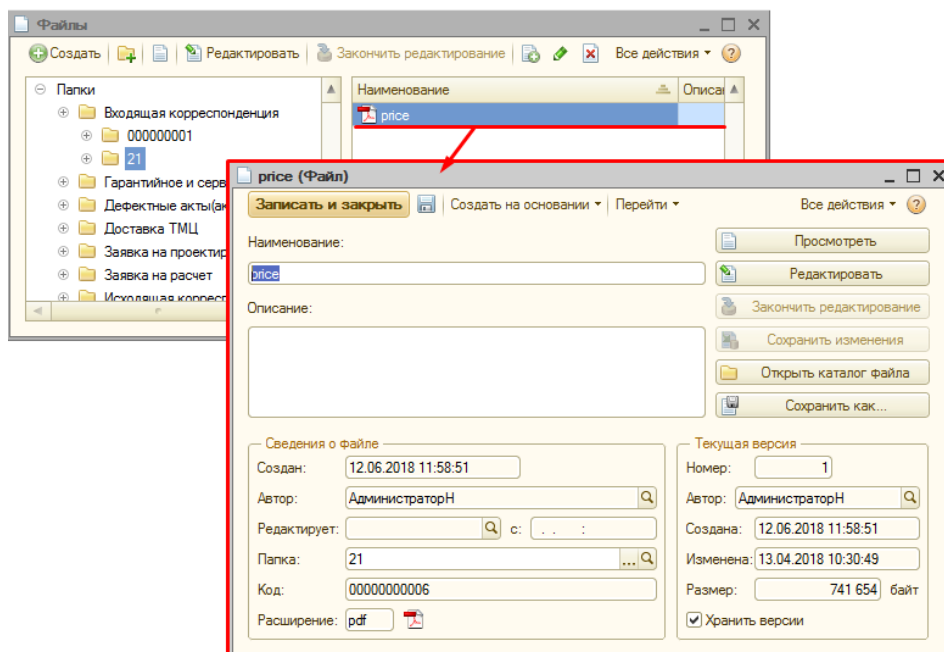 Файлы
Создать Редактировать Закончить редактирование Все действия
Папки
Входящая корреспонденция
000000001
21
Гарантийное и серв
Дефектные акты(ак
Доставка ТМЦ
Заявка на проектир
Заявка на расчет
Исходящая корресп
Наименование Описан
price
price (Файл)
Записать и закрыть Создать на основании Перейти Все действия
Наименование:
price
Описание:
Просмотреть
Редактировать
Закончить редактирование
Сохранить изменения
Открыть каталог файла
Сохранить как...
Сведения о файле
Создан: 12.06.2018 11:58:51
Автор: АдминистраторН
Редактирует: с: . . :
Папка: 21 ...
Код: 00000000006
Расширение: pdf
Текущая версия
Номер: 1
Автор: АдминистраторН
Создана: 12.06.2018 11:58:51
Изменена: 13.04.2018 10:30:49
Размер: 741 654 байт
Хранить версии